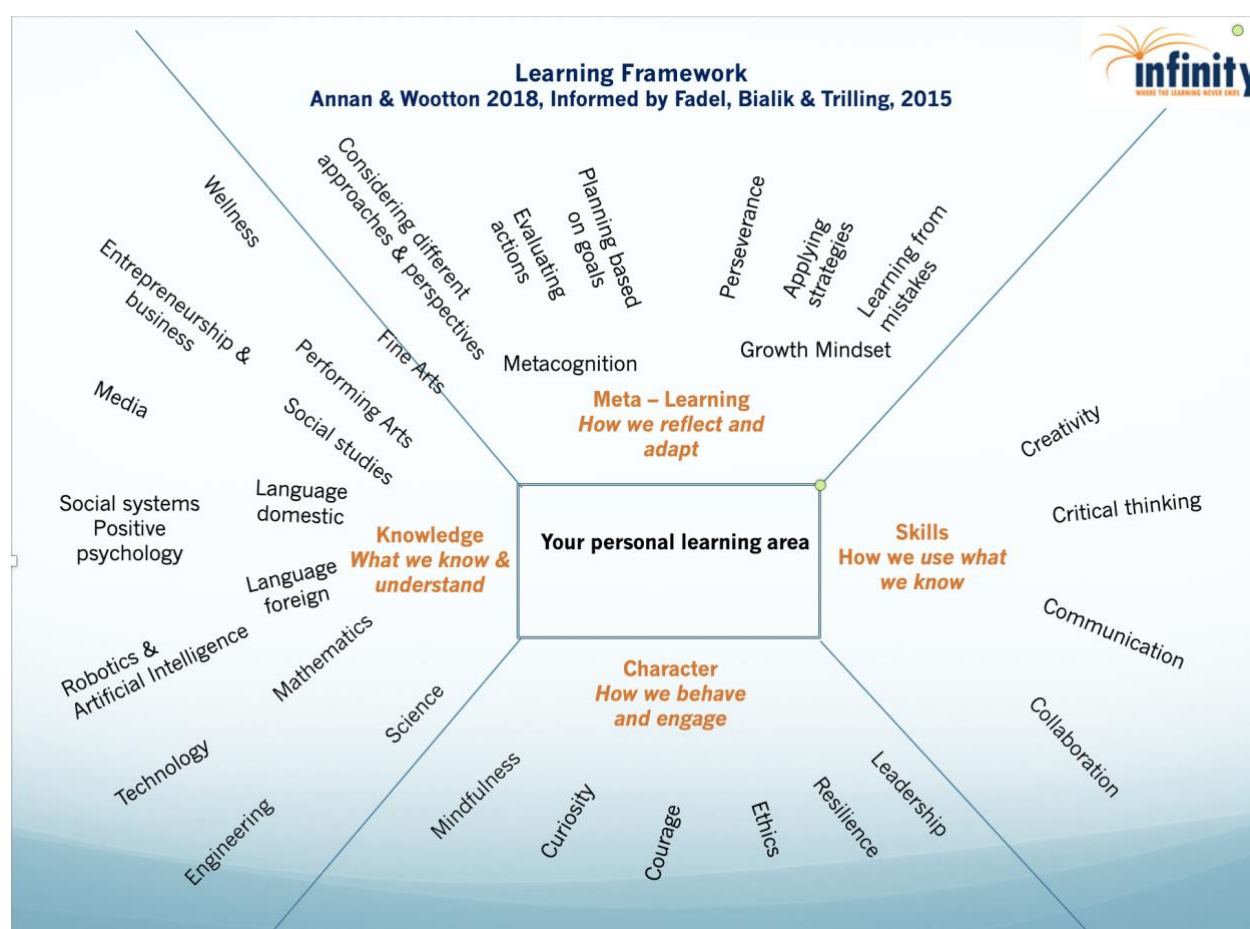 infinity
WHERE THE LEARNING NEVER ENDS
Learning Framework
Annan & Wootton 2018, Informed by Fadel, Bialik & Trilling, 2015
Considering different
approaches & perspectives
Evaluating
actions
Planning based
on goals
Perseverance
Applying
strategies
Learning from
mistakes
Metacognition
Growth Mindset
Meta – Learning
How we reflect and
adapt
Wellness
Entrepreneurship &
business
Media
Social systems
Positive
psychology
Robotics &
Artificial Intelligence
Technology
Engineering
Fine Arts
Performing Arts
Social studies
Language
domestic
Language
foreign
Mathematics
Science
Knowledge
What we know &
understand
Your personal learning area
Skills
How we use what
we know
Creativity
Critical thinking
Communication
Collaboration
Character
How we behave
and engage
Mindfulness
Curiosity
Courage
Ethics
Resilience
Leadership